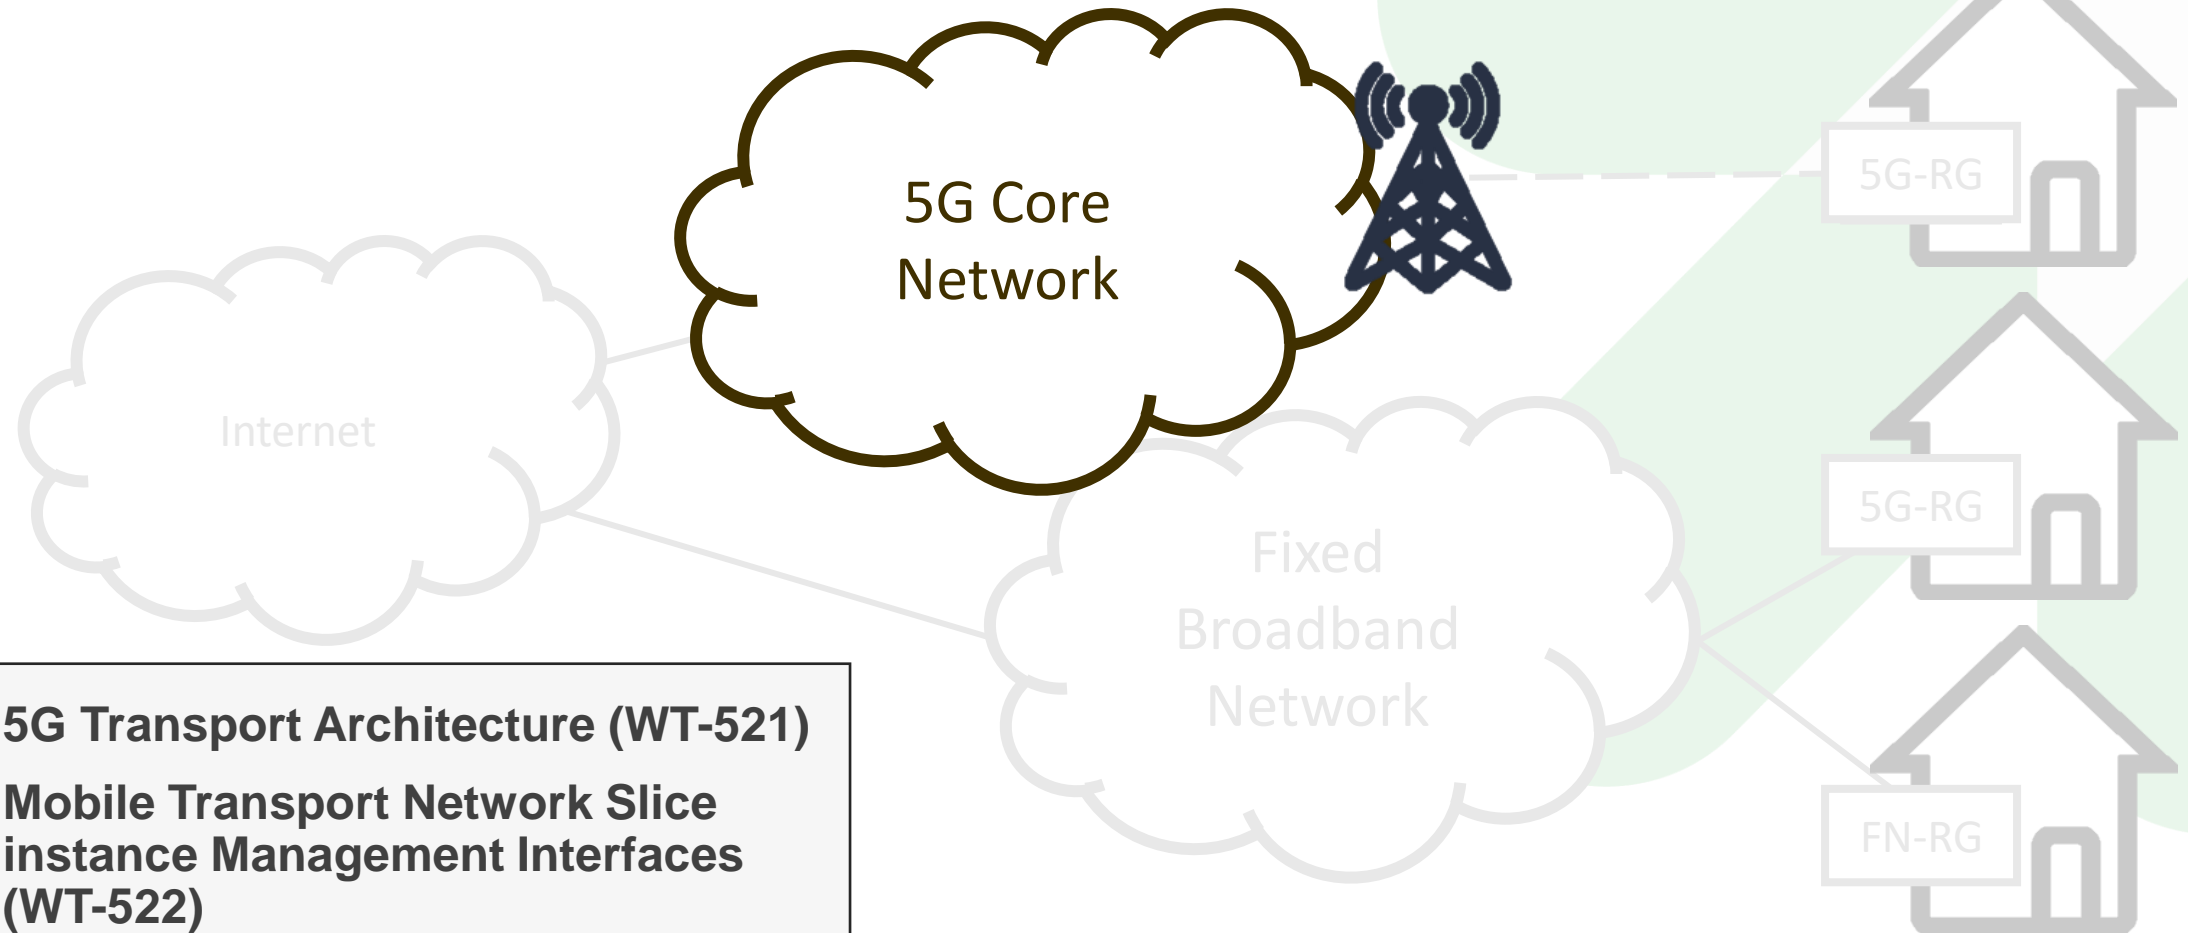 5G Core
Network
5G-RG
Internet
5G-RG
Fixed
Broadband
Network
5G Transport Architecture (WT-521)
Mobile Transport Network Slice
instance Management Interfaces
(WT-522)
FN-RG